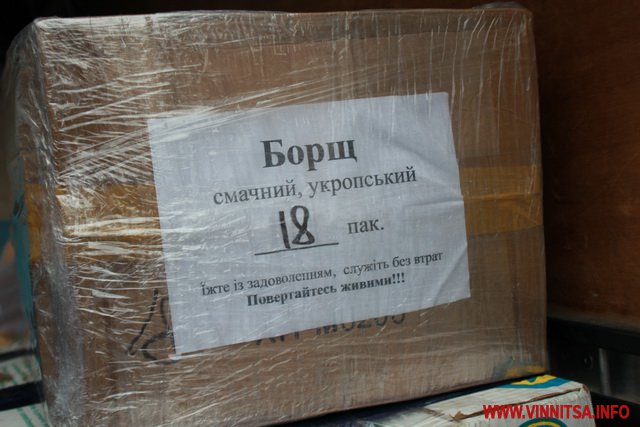 Борщ
смачний, укропський
18 пак.
їжте із задоволенням, служіть без втрат
Повертайтесь живими!!!
WWW.VINNITSA.INFO